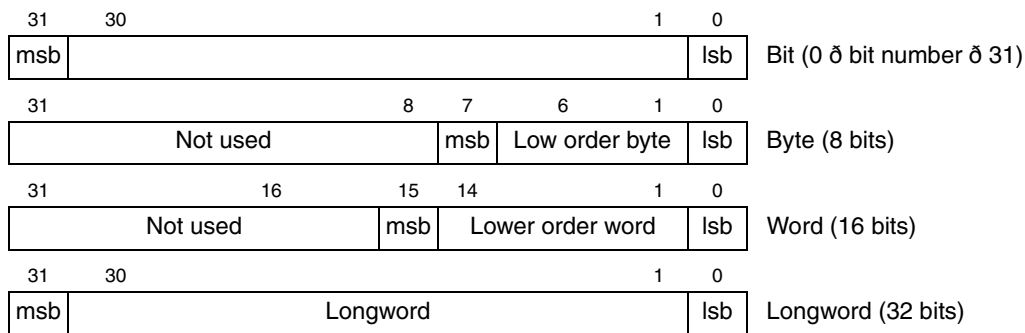 31 30 1 0
msb lsb Bit (0 ð bit number ð 31)
31 8 7 6 1 0
Not used msb Low order byte lsb Byte (8 bits)
31 16 15 14 1 0
Not used msb Lower order word lsb Word (16 bits)
31 30 1 0
msb Longword lsb Longword (32 bits)